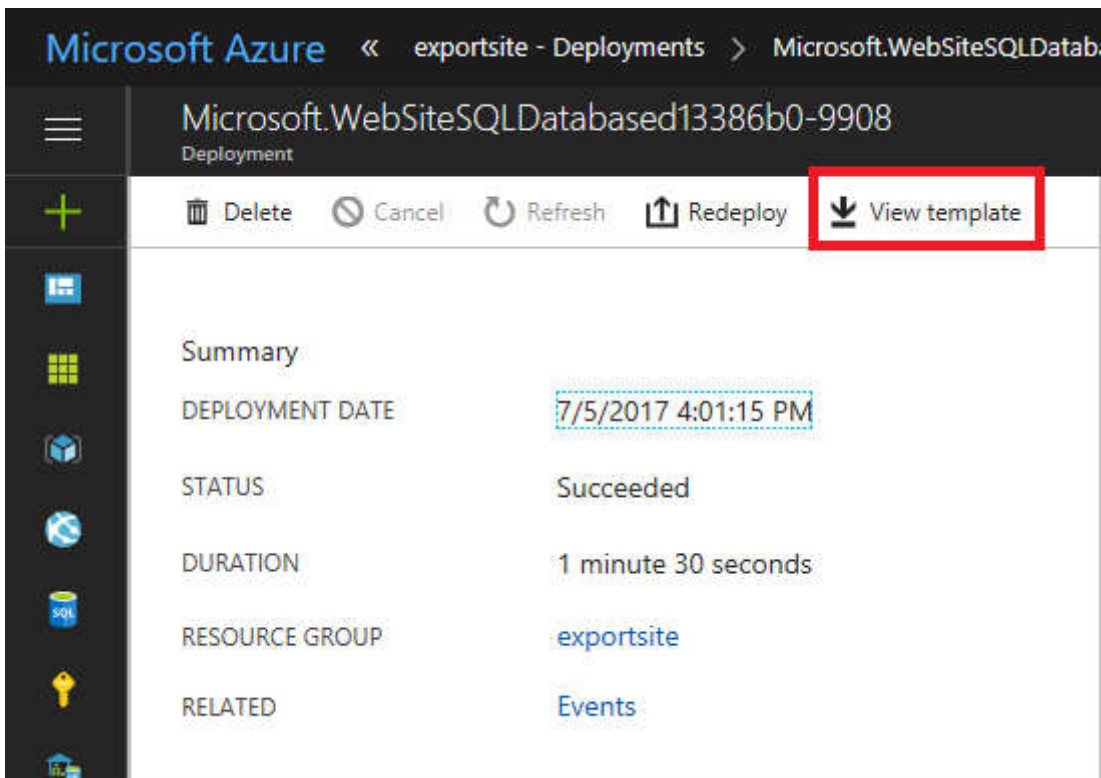 Microsoft Azure « exportsite - Deployments > Microsoft.WebSiteSQLDataba
Microsoft.WebSiteSQLDatabased13386b0-9908
Deployment
Delete Cancel Refresh Redeploy View template
Summary
DEPLOYMENT DATE 7/5/2017 4:01:15 PM
STATUS Succeeded
DURATION 1 minute 30 seconds
SQL
RESOURCE GROUP exportsite
RELATED Events